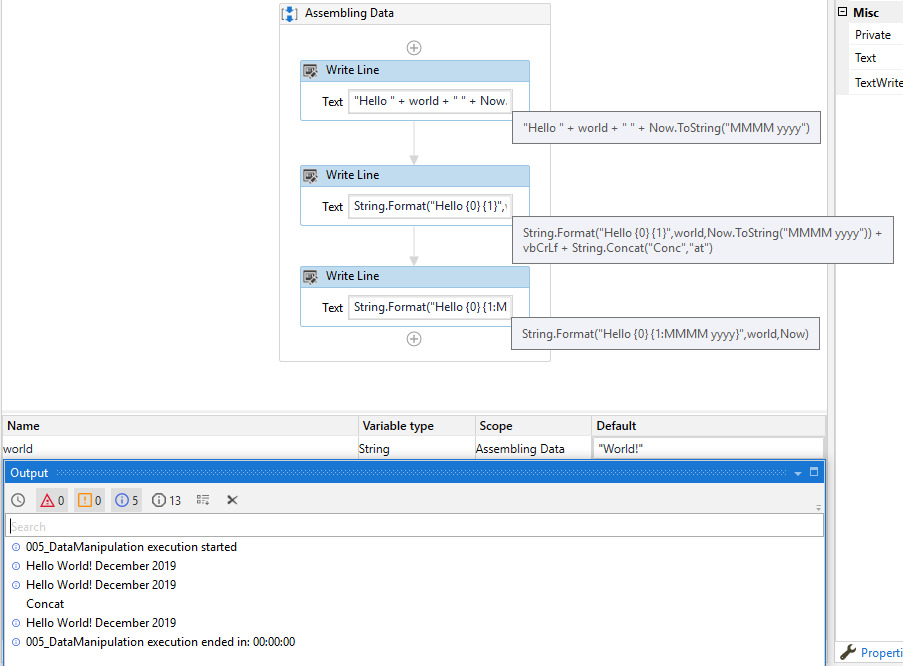 Assembling Data
Write Line
Text "Hello " + world + " " + Now.
"Hello " + world + " " + Now.ToString("MMMM yyyy")
Write Line
Text String.Format("Hello {0} {1}",
String.Format("Hello {0} {1}",world,Now.ToString("MMMM yyyy")) +
vbCrLf + String.Concat("Conc","at")
Write Line
Text String.Format("Hello {0} {1:M
String.Format("Hello {0} {1:MMMM yyyy}",world,Now)
Misc
Private
Text
TextWrite
Name Variable type Scope Default
world String Assembling Data "World!"
Output
0 0 5 13
Search
005_DataManipulation execution started
Hello World! December 2019
Hello World! December 2019
Concat
Hello World! December 2019
005_DataManipulation execution ended in: 00:00:00
Properti